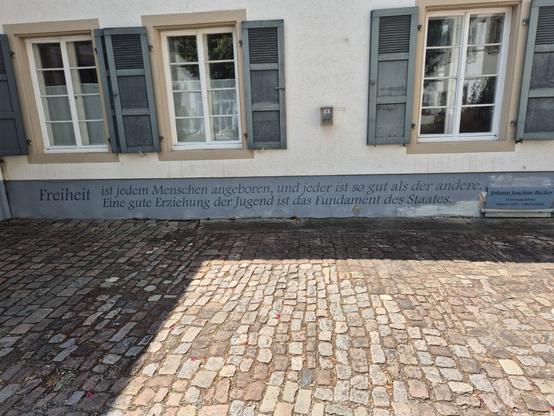 Freiheit ist jedem Menschen angeboren, und jeder ist so gut als der andere.
Eine gute Erziehung der Jugend ist das Fundament des Staates.
Johann Joachim Becher